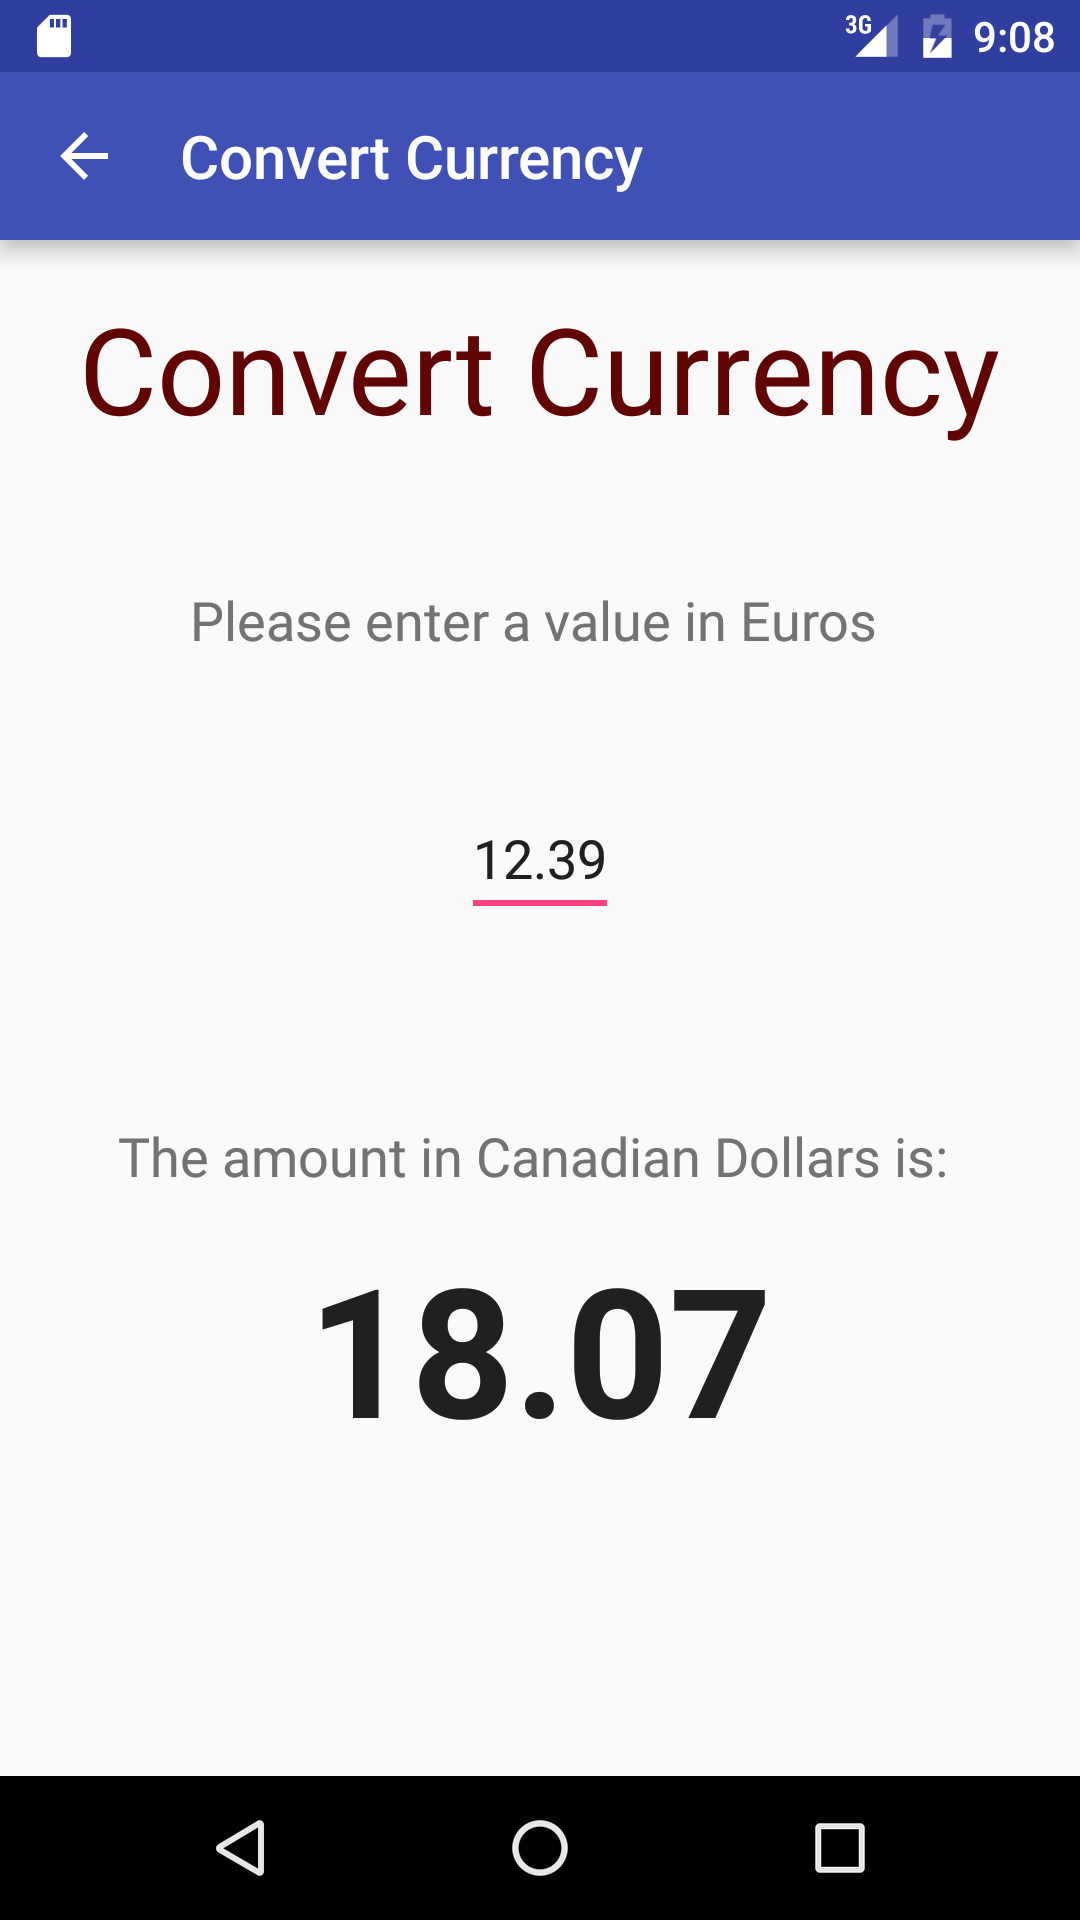 3G 9:08
Convert Currency
Convert Currency
Please enter a value in Euros
12.39
The amount in Canadian Dollars is:
18.07